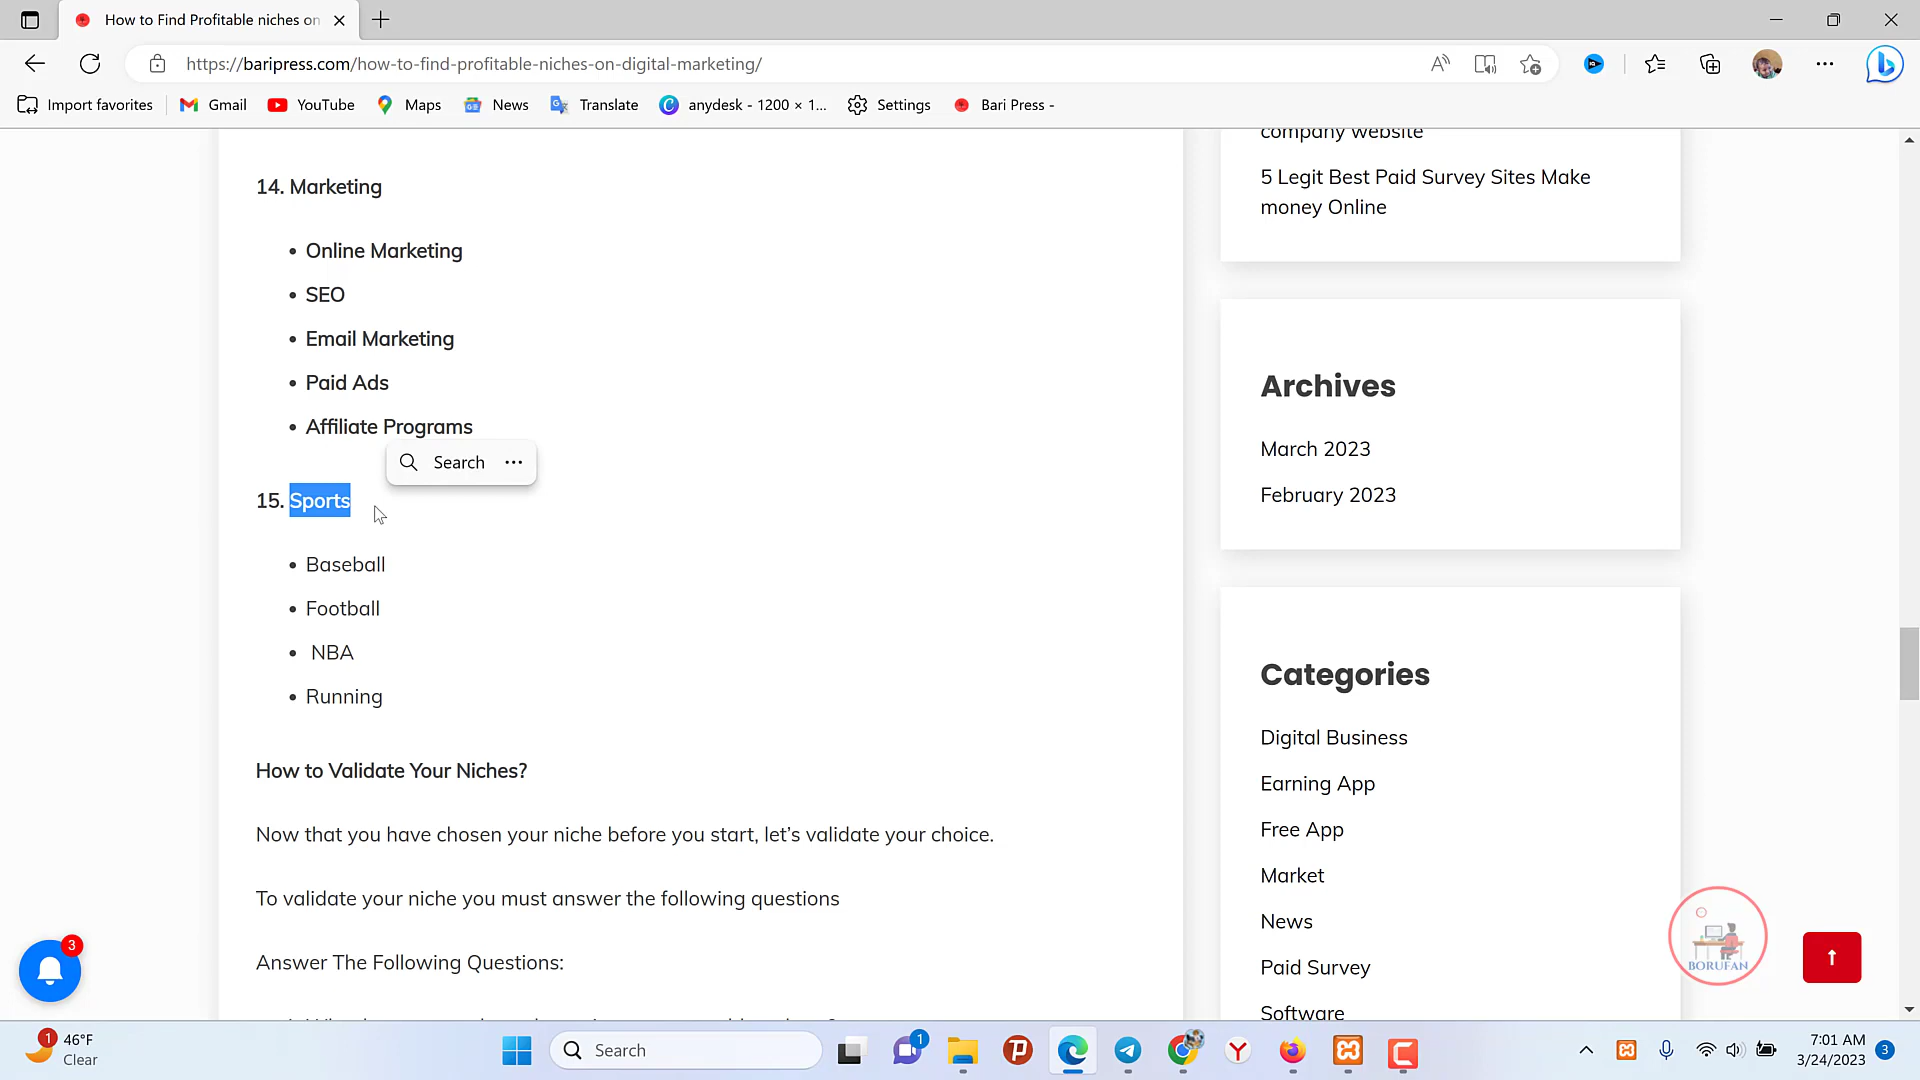 How to Find Profitable niches on
https://baripress.com/how-to-find-profitable-niches-on-digital-marketing/
Import favorites
Gmail
YouTube
Maps
News
Translate
anydesk - 1200 × 1...
Settings
Bari Press -
14. Marketing
Online Marketing
SEO
Email Marketing
Paid Ads
Affiliate Programs
Search
15. Sports
Baseball
Football
NBA
Running
How to Validate Your Niches?
Now that you have chosen your niche before you start, let’s validate your choice.
To validate your niche you must answer the following questions
Answer The Following Questions:
company website
5 Legit Best Paid Survey Sites Make
money Online
Archives
March 2023
February 2023
Categories
Digital Business
Earning App
Free App
Market
News
Paid Survey
Software
BORUFAN
3
1
46°F
Clear
Search
1
7:01 AM
3/24/2023
3